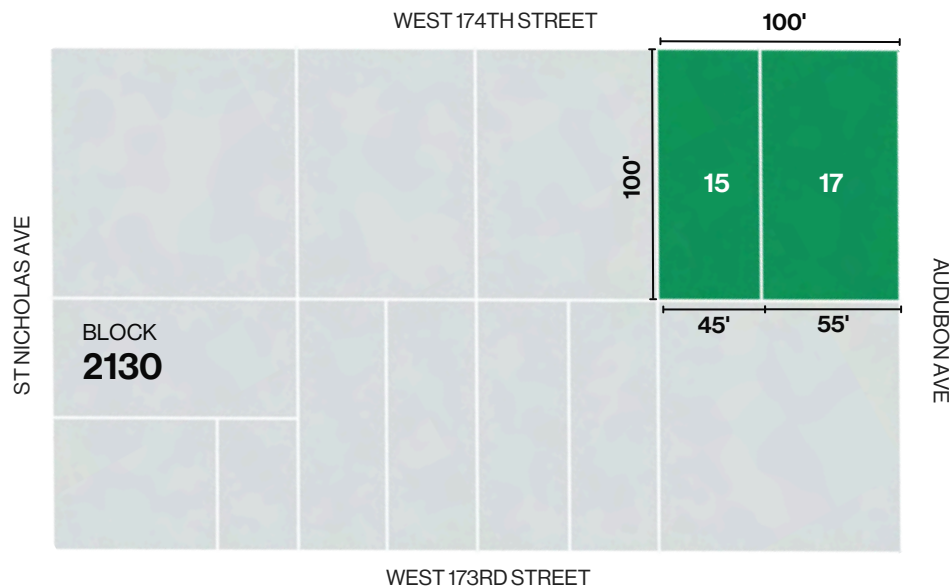 WEST 174TH STREET
100'
100'
15
17
ST NICHOLAS AVE
AUDUBON AVE
45'
55'
BLOCK
2130
WEST 173RD STREET